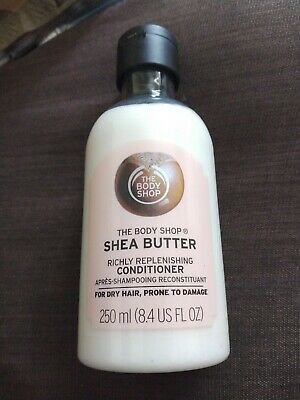 THE
BODY
SHOP
THE BODY SHOP®
SHEA BUTTER
RICHLY REPLENISHING
CONDITIONER
APRÈS-SHAMPOOING RECONSTITUANT
FOR DRY HAIR, PRONE TO DAMAGE
250 ml (8.4 US FL OZ)